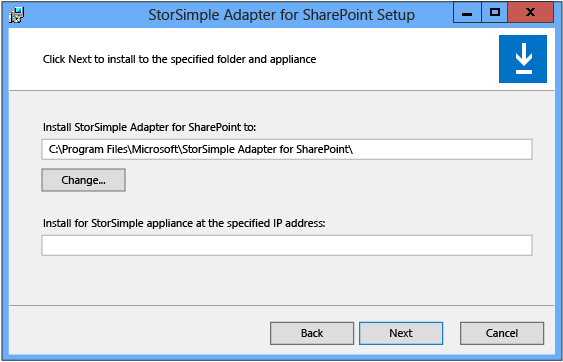 StorSimple Adapter for SharePoint Setup
Click Next to install to the specified folder and appliance
Install StorSimple Adapter for SharePoint to:
C:\Program Files\Microsoft\StorSimple Adapter for SharePoint\
Change...
Install for StorSimple appliance at the specified IP address:
Back Next Cancel